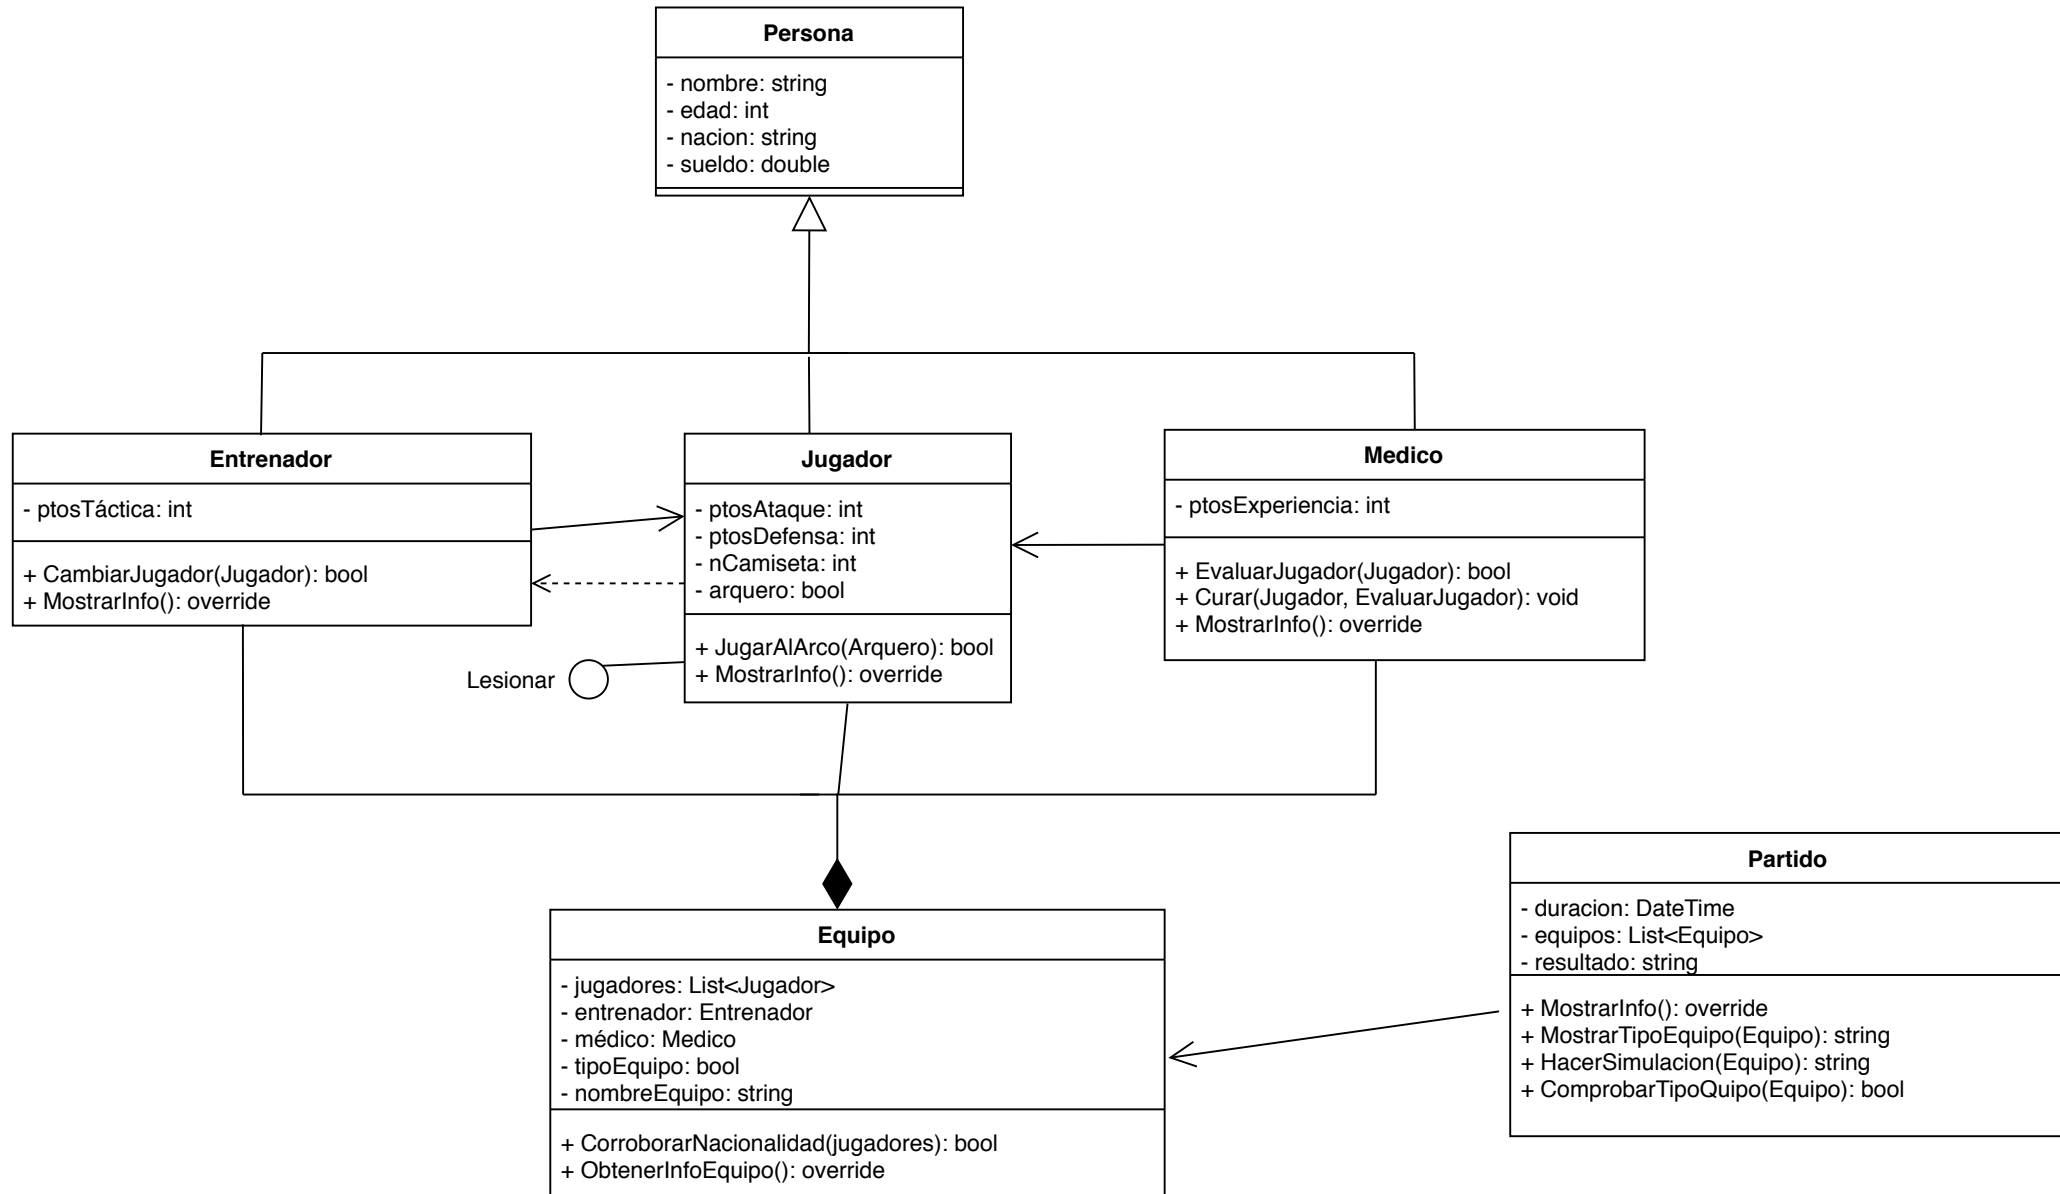 Persona
- nombre: string
- edad: int
- nacion: string
- sueldo: double
Entrenador
- ptosTáctica: int
+ CambiarJugador(Jugador): bool
+ MostrarInfo(): override
Jugador
- ptosAtaque: int
- ptosDefensa: int
- nCamiseta: int
- arquero: bool
+ JugarAlArco(Arquero): bool
+ MostrarInfo(): override
Lesionar
Medico
- ptosExperiencia: int
+ EvaluarJugador(Jugador): bool
+ Curar(Jugador, EvaluarJugador): void
+ MostrarInfo(): override
Equipo
- jugadores: List<Jugador>
- entrenador: Entrenador
- médico: Medico
- tipoEquipo: bool
- nombreEquipo: string
+ CorroborarNacionalidad(jugadores): bool
+ ObtenerInfoEquipo(): override
Partido
- duracion: DateTime
- equipos: List<Equipo>
- resultado: string
+ MostrarInfo(): override
+ MostrarTipoEquipo(Equipo): string
+ HacerSimulacion(Equipo): string
+ ComprobarTipoQuipo(Equipo): bool